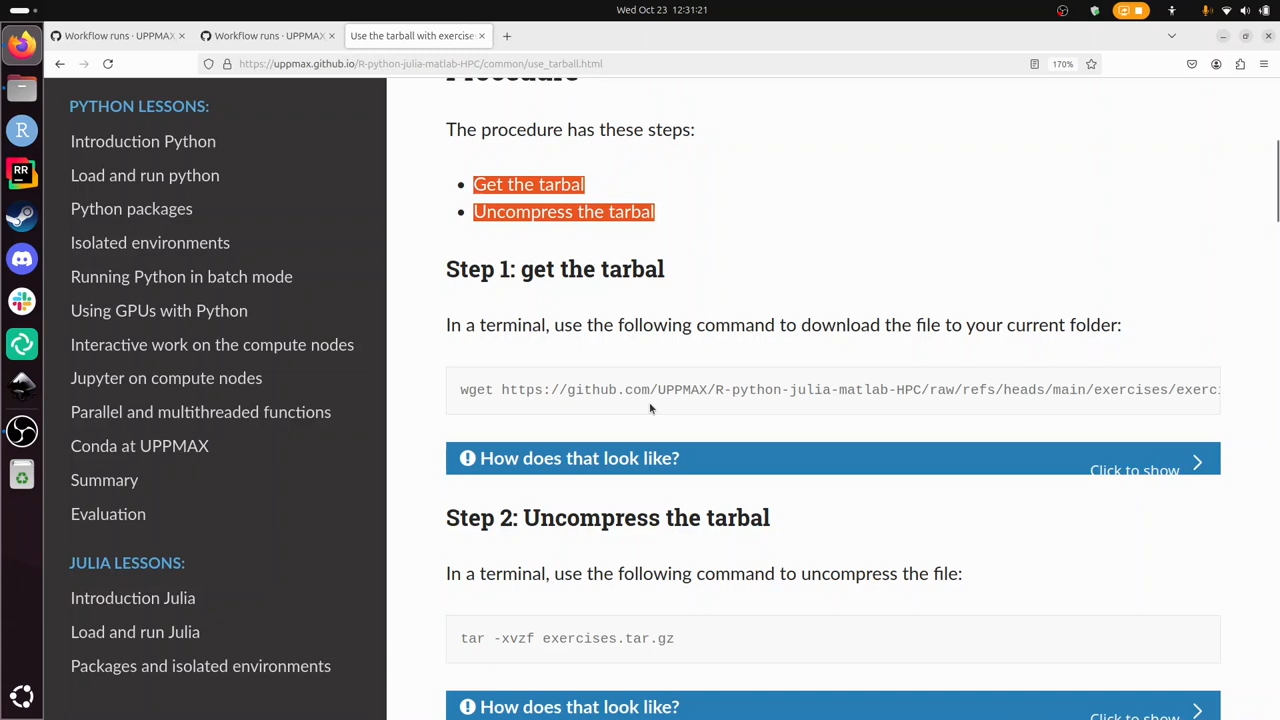 Wed Oct 23 12:31:21
Workflow runs · UPPMAX
Workflow runs · UPPMAX
Use the tarball with exercise
https://uppmax.github.io/R-python-julia-matlab-HPC/common/use_tarball.html
170%
PYTHON LESSONS:
Introduction Python
Load and run python
Python packages
Isolated environments
Running Python in batch mode
Using GPUs with Python
Interactive work on the compute nodes
Jupyter on compute nodes
Parallel and multithreaded functions
Conda at UPPMAX
Summary
Evaluation
JULIA LESSONS:
Introduction Julia
Load and run Julia
Packages and isolated environments
Procedure
The procedure has these steps:
Get the tarbal
Uncompress the tarbal
Step 1: get the tarbal
In a terminal, use the following command to download the file to your current folder:
wget https://github.com/UPPMAX/R-python-julia-matlab-HPC/raw/refs/heads/main/exercises/exerci
How does that look like?
Click to show
Step 2: Uncompress the tarbal
In a terminal, use the following command to uncompress the file:
tar -xvzf exercises.tar.gz
How does that look like?
Click to show
R
RR